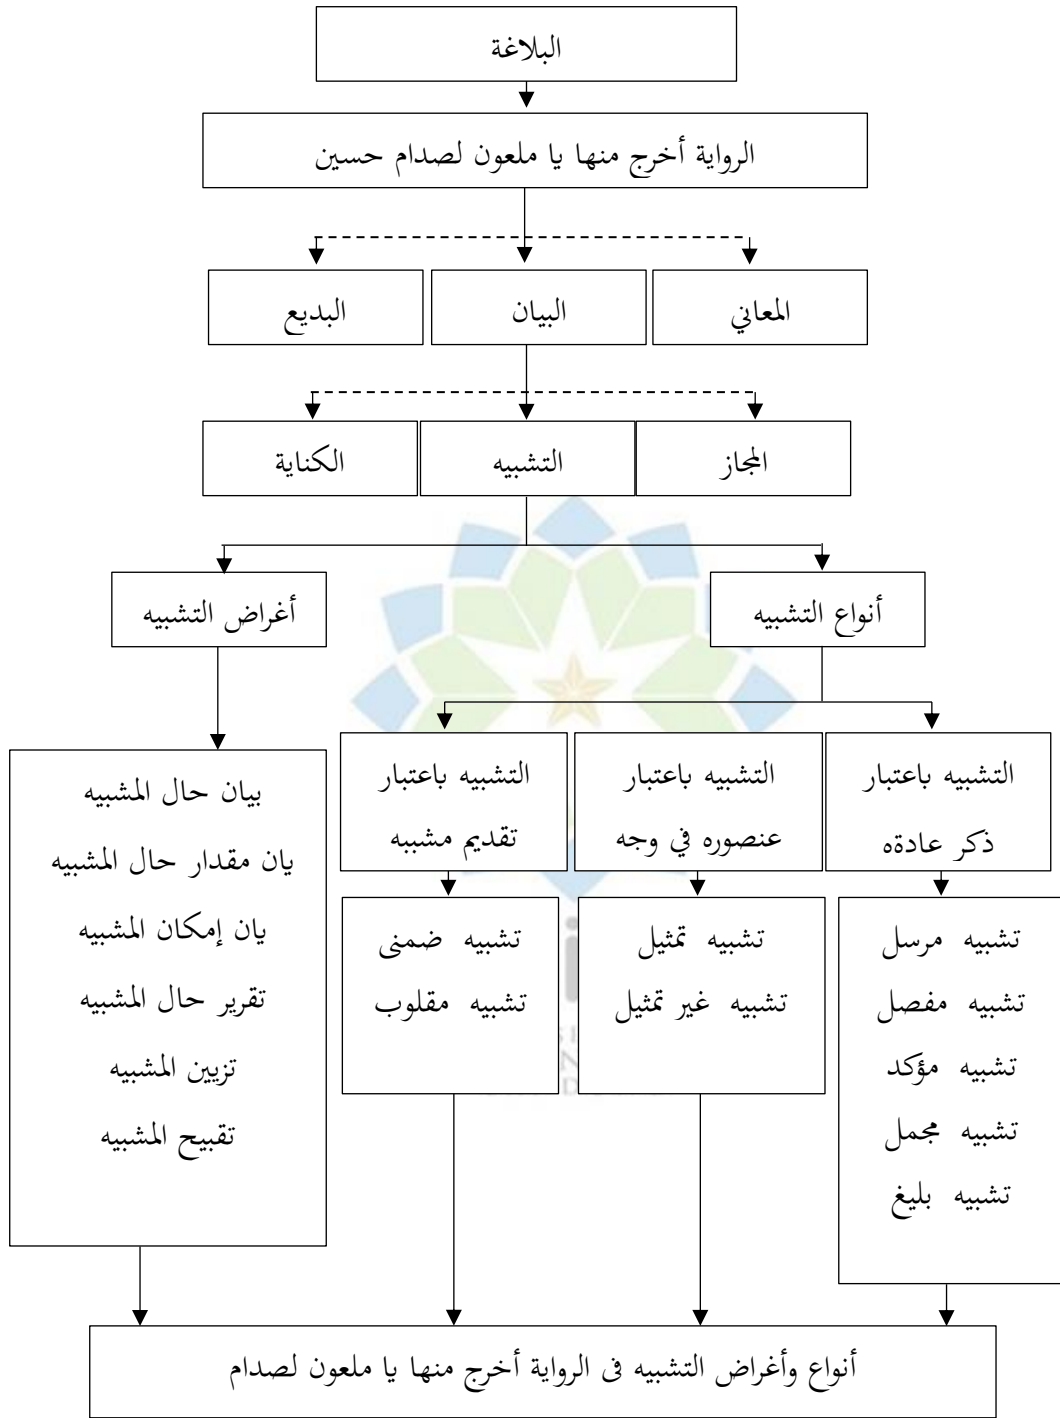 البلاغة
الرواية أخرج منها يا ملعون لصدام حسين
المعاني
البيان
البديع
المجاز
التشبيه
الكناية
أنواع التشبيه
أغراض التشبيه
التشبيه باعتبار
ذكر عادةه
التشبيه باعتبار
عنصوره في وجه
التشبيه باعتبار
تقديم مشببه
تشبيه مرسل
تشبيه مفصل
تشبيه مؤكد
تشبيه مجمل
تشبيه بليغ
تشبيه تمثيل
تشبيه غير تمثيل
تشبيه ضمنى
تشبيه مقلوب
بيان حال المشبيه
يان مقدار حال المشبيه
يان إمكان المشبيه
تقرير حال المشبيه
تزيين المشبيه
تقبيح المشبيه
أنواع وأغراض التشبيه فى الرواية أخرج منها يا ملعون لصدام